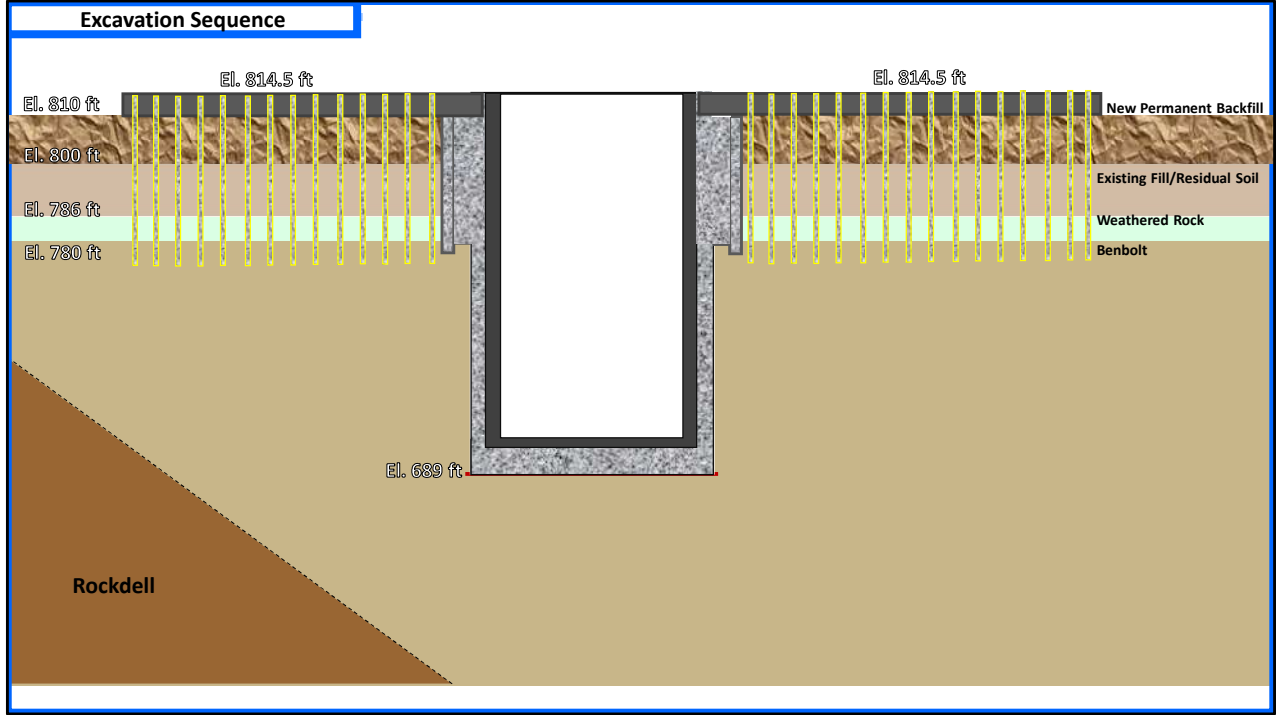 Excavation Sequence
El. 814.5 ft
El. 814.5 ft
El. 810 ft
New Permanent Backfill
El. 800 ft
Existing Fill/Residual Soil
El. 786 ft
Weathered Rock
El. 780 ft
Benbolt
El. 689 ft
Rockdell